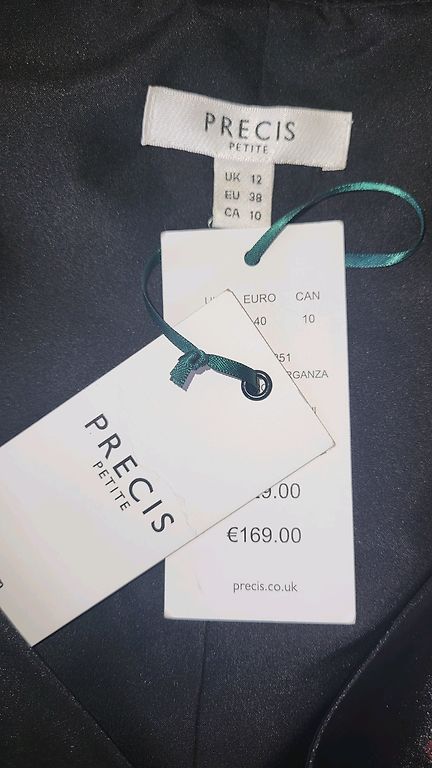 PRECIS
PETITE
UK 12
EU 38
CA 10
EURO CAN
40 10
€169.00
precis.co.uk
PRECIS
PETITE